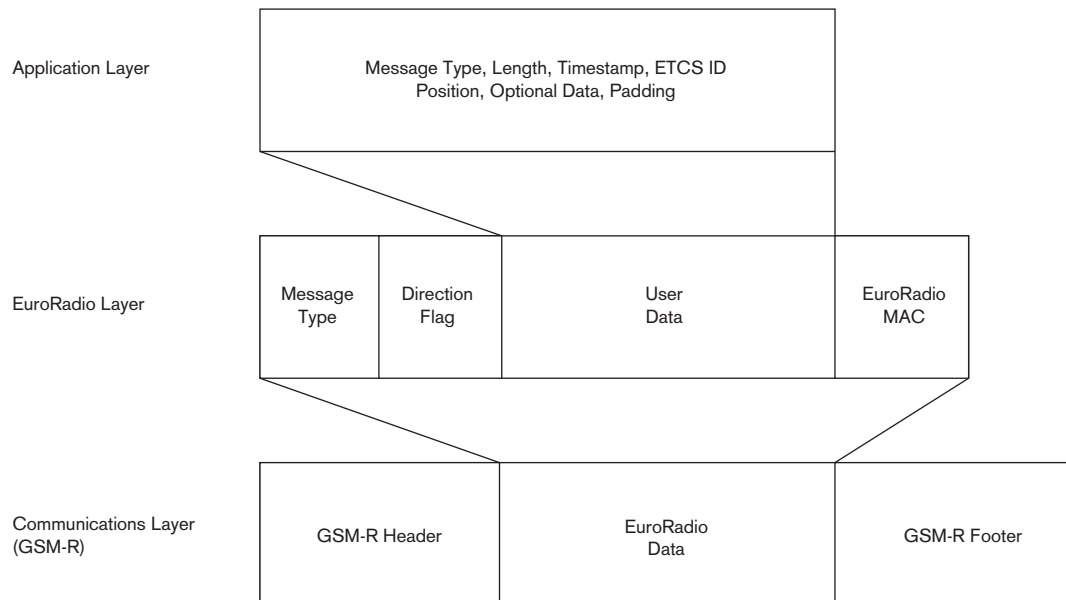 Application Layer
Message Type, Length, Timestamp, ETCS ID
Position, Optional Data, Padding
EuroRadio Layer
Message
Type
Direction
Flag
User
Data
EuroRadio
MAC
Communications Layer
(GSM-R)
GSM-R Header
EuroRadio
Data
GSM-R Footer